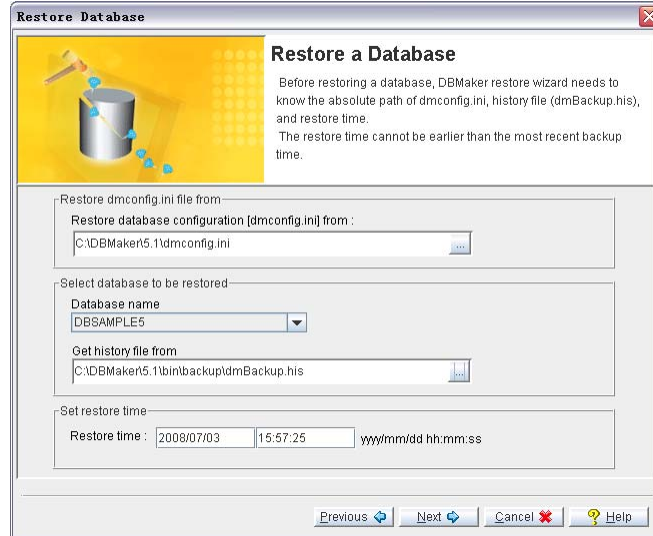 Restore Database
Restore a Database
Before restoring a database, DBMaker restore wizard needs to
know the absolute path of dmconfig.ini, history file (dmBackup.his),
and restore time.
The restore time cannot be earlier than the most recent backup
time.
Restore dmconfig.ini file from
Restore database configuration [dmconfig.ini] from :
C:\DBMaker\5.1\dmconfig.ini
...
Select database to be restored
Database name
DBSAMPLE5
Get history file from
C:\DBMaker\5.1\bin\backup\dmBackup.his
...
Set restore time
Restore time : 2008/07/03 15:57:25 yyyy/mm/dd hh:mm:ss
Previous Next Cancel Help